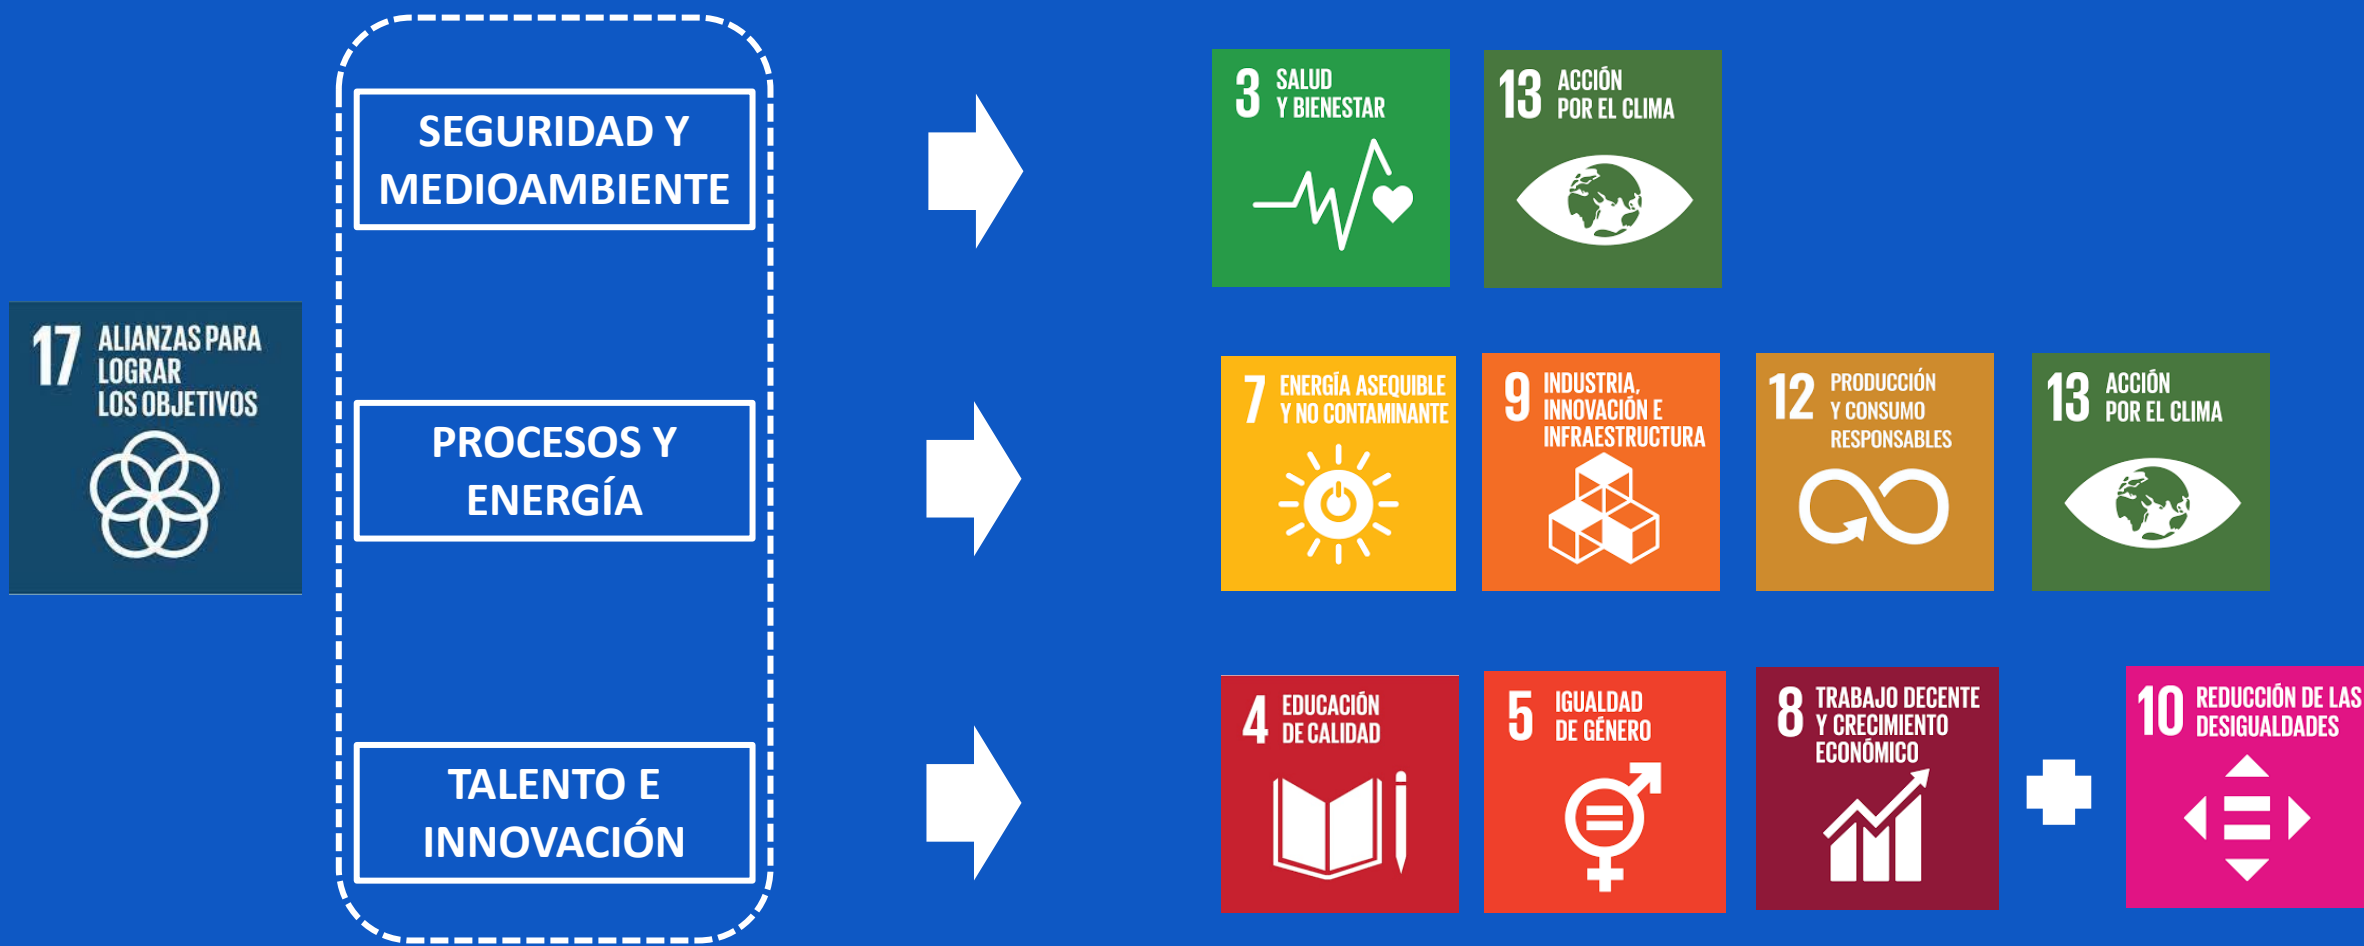 17 ALIANZAS PARA
LOGRAR
LOS OBJETIVOS
SEGURIDAD Y
MEDIOAMBIENTE
3 SALUD
Y BIENESTAR
13 ACCIÓN
POR EL CLIMA
PROCESOS Y
ENERGÍA
7 ENERGÍA ASEQUIBLE
Y NO CONTAMINANTE
9 INDUSTRIA,
INNOVACIÓN E
INFRAESTRUCTURA
12 PRODUCCIÓN
Y CONSUMO
RESPONSABLES
13 ACCIÓN
POR EL CLIMA
TALENTO E
INNOVACIÓN
4 EDUCACIÓN
DE CALIDAD
5 IGUALDAD
DE GÉNERO
8 TRABAJO DECENTE
Y CRECIMIENTO
ECONÓMICO
10 REDUCCIÓN DE LAS
DESIGUALDADES